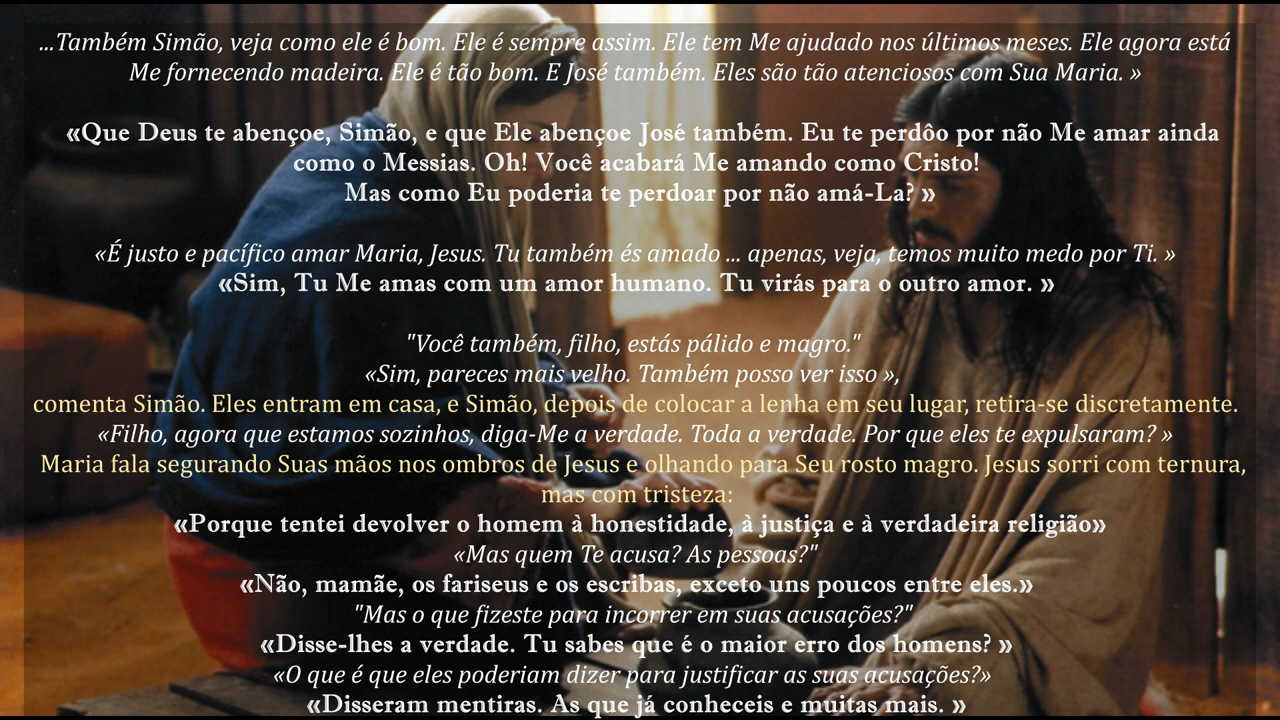 ...Também Simão, veja como ele é bom. Ele é sempre assim. Ele tem Me ajudado nos últimos meses. Ele agora está
Me fornecendo madeira. Ele é tão bom. E José também. Eles são tão atenciosos com Sua Maria. »
«Que Deus te abençoe, Simão, e que Ele abençoe José também. Eu te perdôo por não Me amar ainda
como o Messias. Oh! Você acabará Me amando como Cristo!
Mas como Eu poderia te perdoar por não amá-La? »
«É justo e pacífico amar Maria, Jesus. Tu também és amado ... apenas, veja, temos muito medo por Ti. »
«Sim, Tu Me amas com um amor humano. Tu virás para o outro amor. »
"Você também, filho, estás pálido e magro."
«Sim, pareces mais velho. Também posso ver isso »,
comenta Simão. Eles entram em casa, e Simão, depois de colocar a lenha em seu lugar, retira-se discretamente.
«Filho, agora que estamos sozinhos, diga-Me a verdade. Toda a verdade. Por que eles te expulsaram? »
Maria fala segurando Suas mãos nos ombros de Jesus e olhando para Seu rosto magro. Jesus sorri com ternura,
mas com tristeza:
«Porque tentei devolver o homem à honestidade, à justiça e à verdadeira religião»
«Mas quem Te acusa? As pessoas?"
«Não, mamãe, os fariseus e os escribas, exceto uns poucos entre eles.»
"Mas o que fizeste para incorrer em suas acusações?"
«Disse-lhes a verdade. Tu sabes que é o maior erro dos homens? »
«O que é que eles poderiam dizer para justificar as suas acusações?»
«Disseram mentiras. As que já conheceis e muitas mais. »